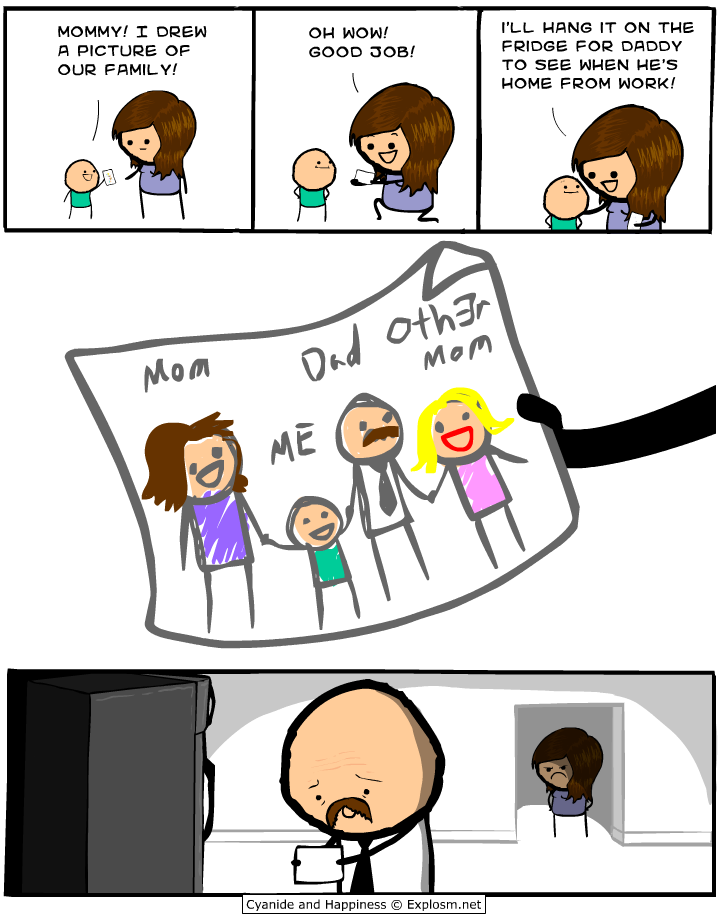 MOMMY! I DREW
A PICTURE OF
OUR FAMILY!
OH WOW!
GOOD JOB!
I'LL HANG IT ON THE
FRIDGE FOR DADDY
TO SEE WHEN HE'S
HOME FROM WORK!
Mom
ME
Dad
OthEr
Mom
Cyanide and Happiness © Explosm.net